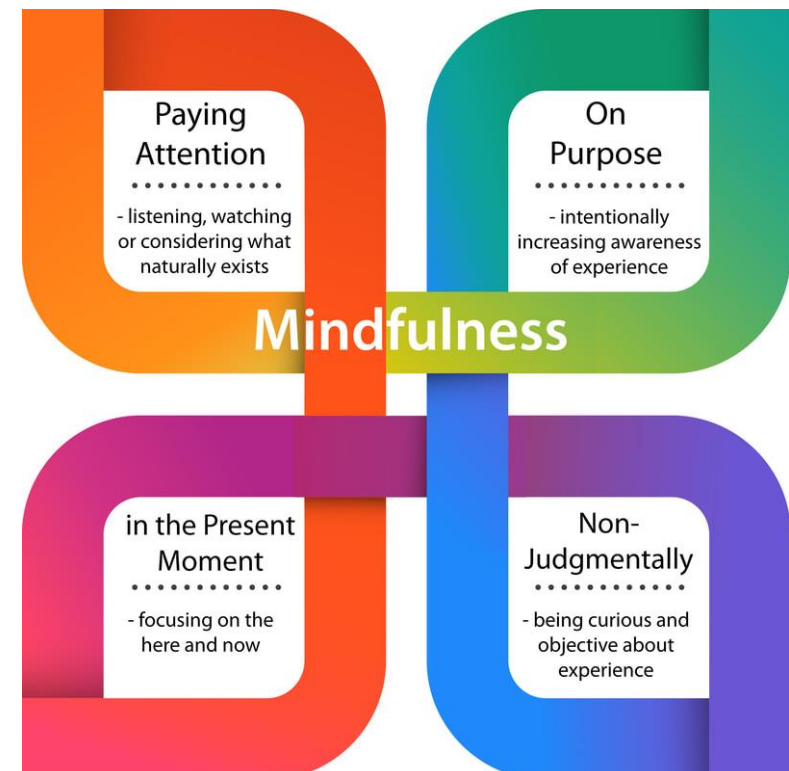 Paying
Attention
- listening, watching
or considering what
naturally exists
On
Purpose
- intentionally
increasing awareness
of experience
Mindfulness
in the Present
Moment
- focusing on the
here and now
Non-
Judgmentally
- being curious and
objective about
experience